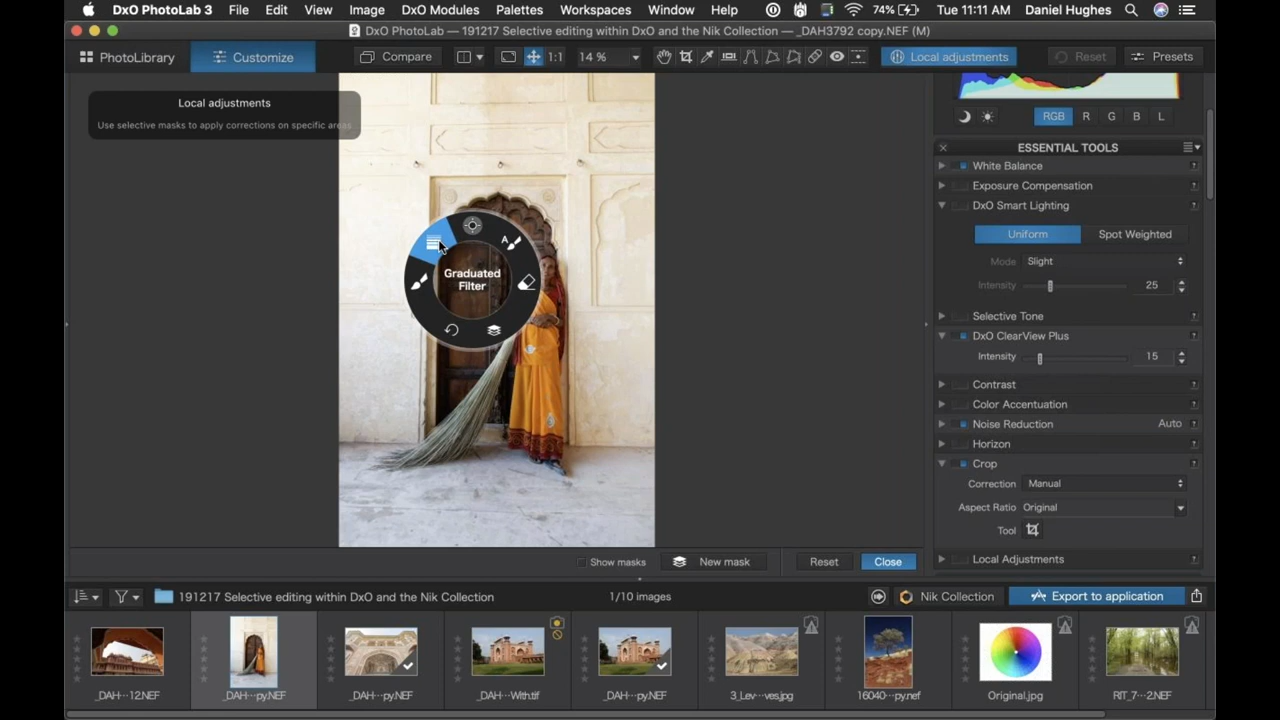 DxO PhotoLab 3 File Edit View Image DxO Modules Palettes Workspaces Window Help 74% Tue 11:11 AM Daniel Hughes
DxO PhotoLab — 191217 Selective editing within DxO and the Nik Collection — _DAH3792 copy.NEF (M)
PhotoLibrary Customize Compare 1:1 14 % Local adjustments Reset Presets
Local adjustments
Use selective masks to apply corrections on specific areas
RGB R G B L
ESSENTIAL TOOLS
White Balance ?
Exposure Compensation ?
DxO Smart Lighting ?
Uniform Spot Weighted
Mode Slight
Intensity 25
Selective Tone ?
DxO ClearView Plus ?
Intensity 15
Contrast ?
Color Accentuation ?
Noise Reduction Auto ?
Horizon ?
Crop ?
Correction Manual
Aspect Ratio Original
Tool
Local Adjustments ?
A
Graduated
Filter
Show masks New mask Reset Close
191217 Selective editing within DxO and the Nik Collection 1/10 images Nik Collection Export to application
_DAH···12.NEF _DAH···py.NEF _DAH···py.NEF _DAH···With.tif _DAH···py.NEF 3_Lev···ves.jpg 16040···py.nef Original.jpg RIT_7···2.NEF